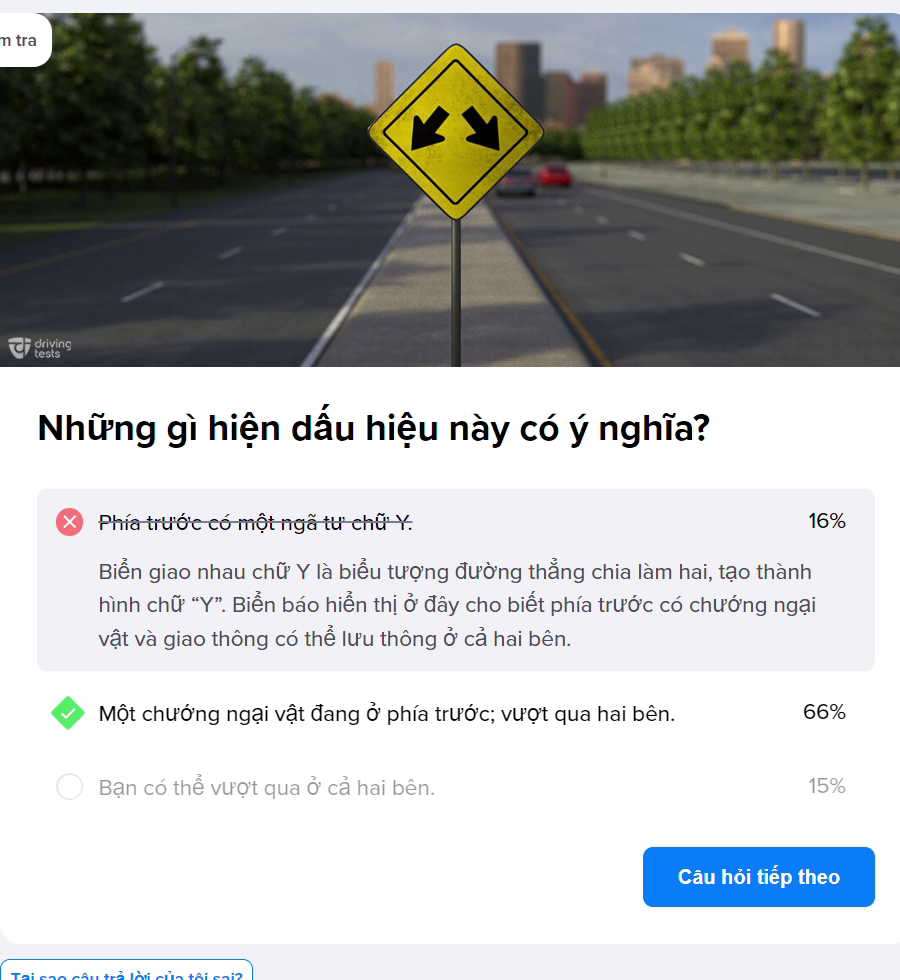 m tra
driving
tests
Những gì hiện dấu hiệu này có ý nghĩa?
Phía trước có một ngã tư chữ Y.
16%
Biển giao nhau chữ Y là biểu tượng đường thẳng chia làm hai, tạo thành
hình chữ “Y”. Biển báo hiển thị ở đây cho biết phía trước có chướng ngại
vật và giao thông có thể lưu thông ở cả hai bên.
Một chướng ngại vật đang ở phía trước; vượt qua hai bên.
66%
Bạn có thể vượt qua ở cả hai bên.
15%
Câu hỏi tiếp theo
Tại sao câu trả lời của tôi sai?